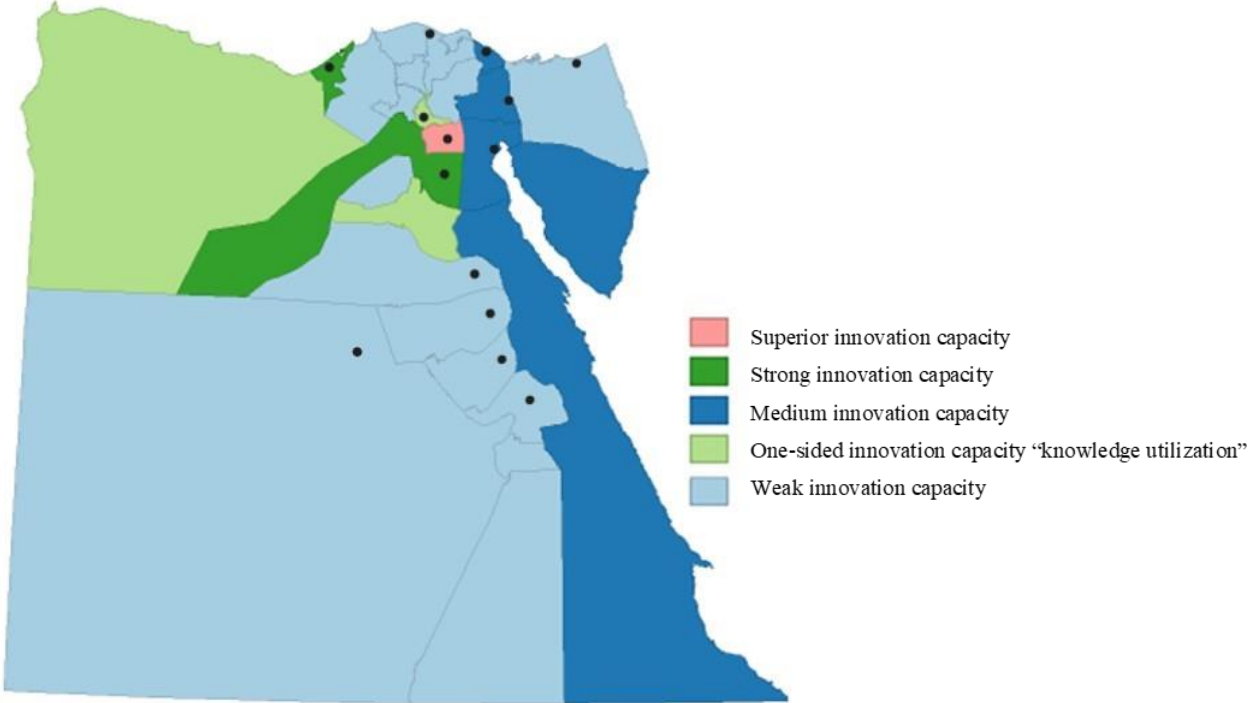 Superior innovation capacity
Strong innovation capacity
Medium innovation capacity
One-sided innovation capacity “knowledge utilization”
Weak innovation capacity